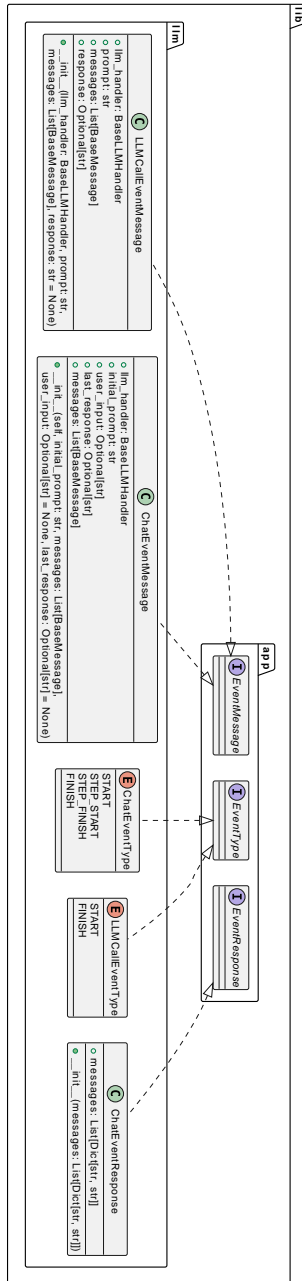 lib
app
EventMessage
EventType
EventResponse
llm
LLMCallEventMessage
llm_handler: BaseLLMHandler
prompt: str
messages: List[BaseMessage]
response: Optional[str]
__init__(llm_handler: BaseLLMHandler, prompt: str,
messages: List[BaseMessage], response: str = None)
ChatEventMessage
llm_handler: BaseLLMHandler
initial_prompt: str
user_input: Optional[str]
last_response: Optional[str]
messages: List[BaseMessage]
__init__(self, initial_prompt: str, messages: List[BaseMessage],
user_input: Optional[str] = None, last_response: Optional[str] = None)
ChatEventType
START
STEP_START
STEP_FINISH
FINISH
LLMCallEventType
START
FINISH
ChatEventResponse
messages: List[Dict[str, str]]
__init__(messages: List[Dict[str, str]])